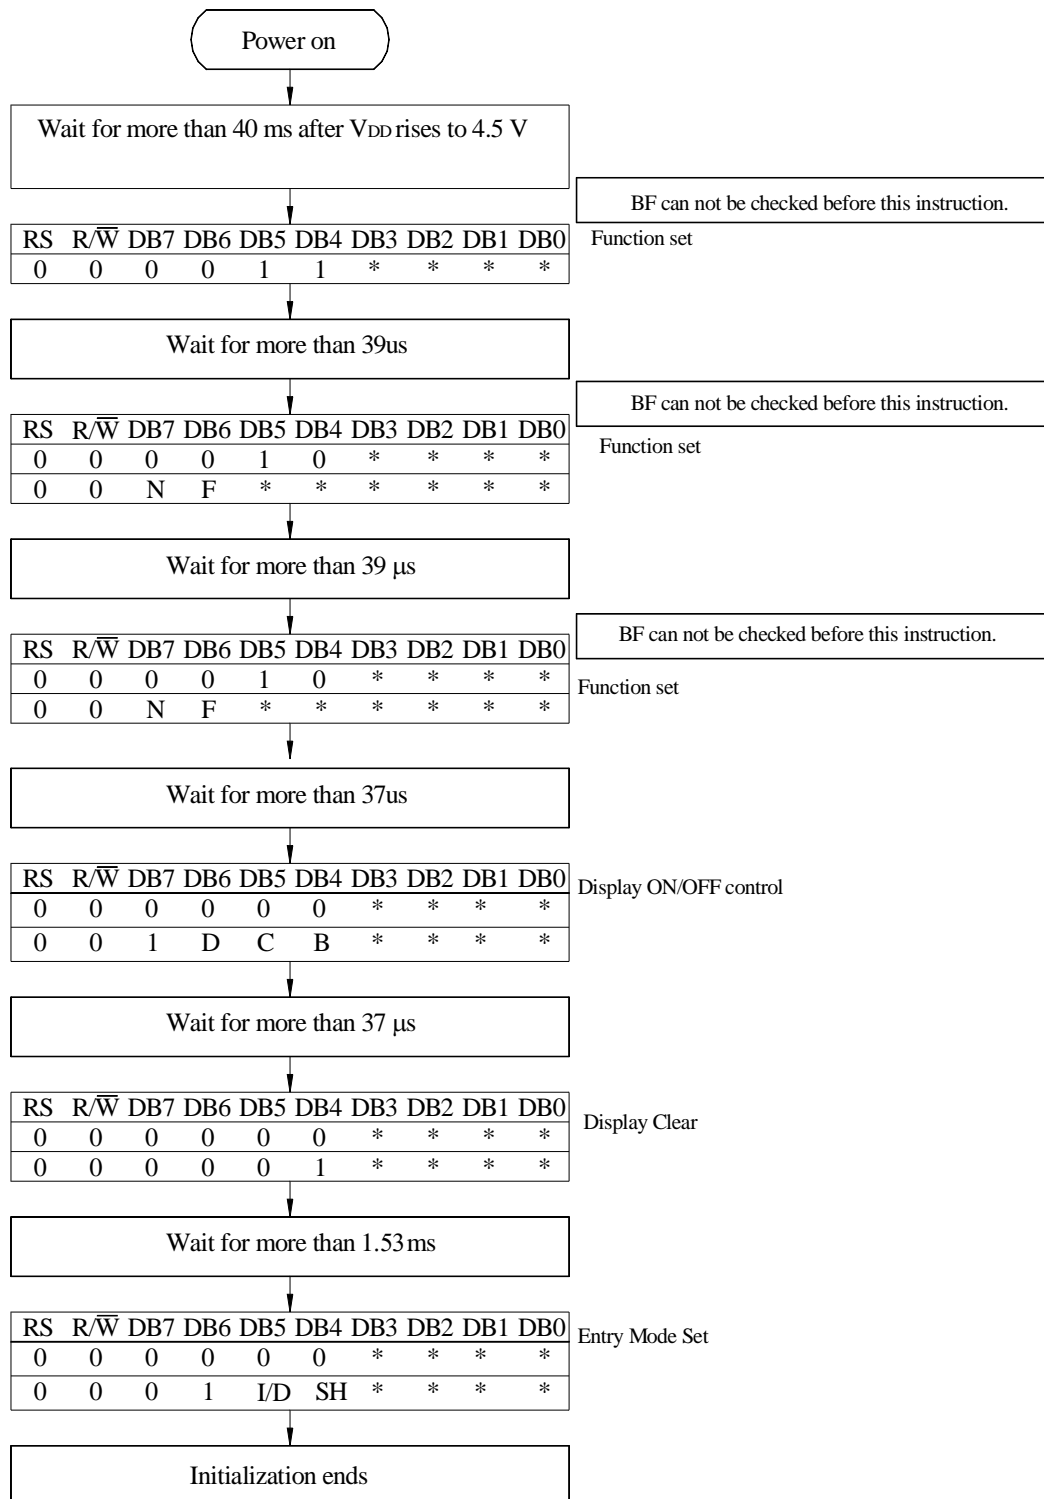 Power on
Wait for more than 40 ms after VDD rises to 4.5 V
BF can not be checked before this instruction.
RS R/W̅ DB7 DB6 DB5 DB4 DB3 DB2 DB1 DB0
Function set
0 0 0 0 1 1 * * * *
Wait for more than 39us
BF can not be checked before this instruction.
RS R/W̅ DB7 DB6 DB5 DB4 DB3 DB2 DB1 DB0
Function set
0 0 0 0 1 0 * * * *
0 0 N F * * * * * *
Wait for more than 39 μs
BF can not be checked before this instruction.
RS R/W̅ DB7 DB6 DB5 DB4 DB3 DB2 DB1 DB0
0 0 0 0 1 0 * * * *
Function set
0 0 N F * * * * * *
Wait for more than 37us
RS R/W̅ DB7 DB6 DB5 DB4 DB3 DB2 DB1 DB0
Display ON/OFF control
0 0 0 0 0 0 * * * *
0 0 1 D C B * * * *
Wait for more than 37 μs
RS R/W̅ DB7 DB6 DB5 DB4 DB3 DB2 DB1 DB0
Display Clear
0 0 0 0 0 0 * * * *
0 0 0 0 0 1 * * * *
Wait for more than 1.53ms
RS R/W̅ DB7 DB6 DB5 DB4 DB3 DB2 DB1 DB0
Entry Mode Set
0 0 0 0 0 0 * * * *
0 0 0 1 I/D SH * * * *
Initialization ends